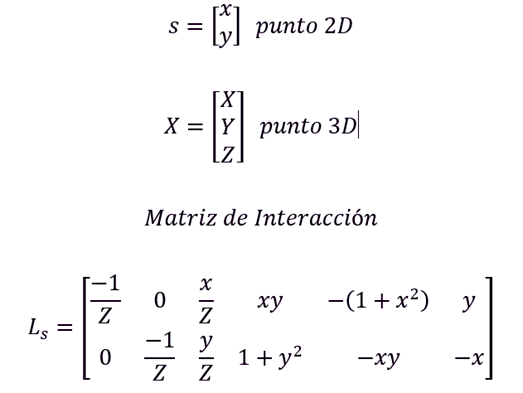 s = [x y] punto 2D
X = [X Y Z] punto 3D
Matriz de Interacción
L_s = [−1/Z 0 x/Z xy −(1 + x²) y
0 −1/Z y/Z 1 + y² −xy −x]